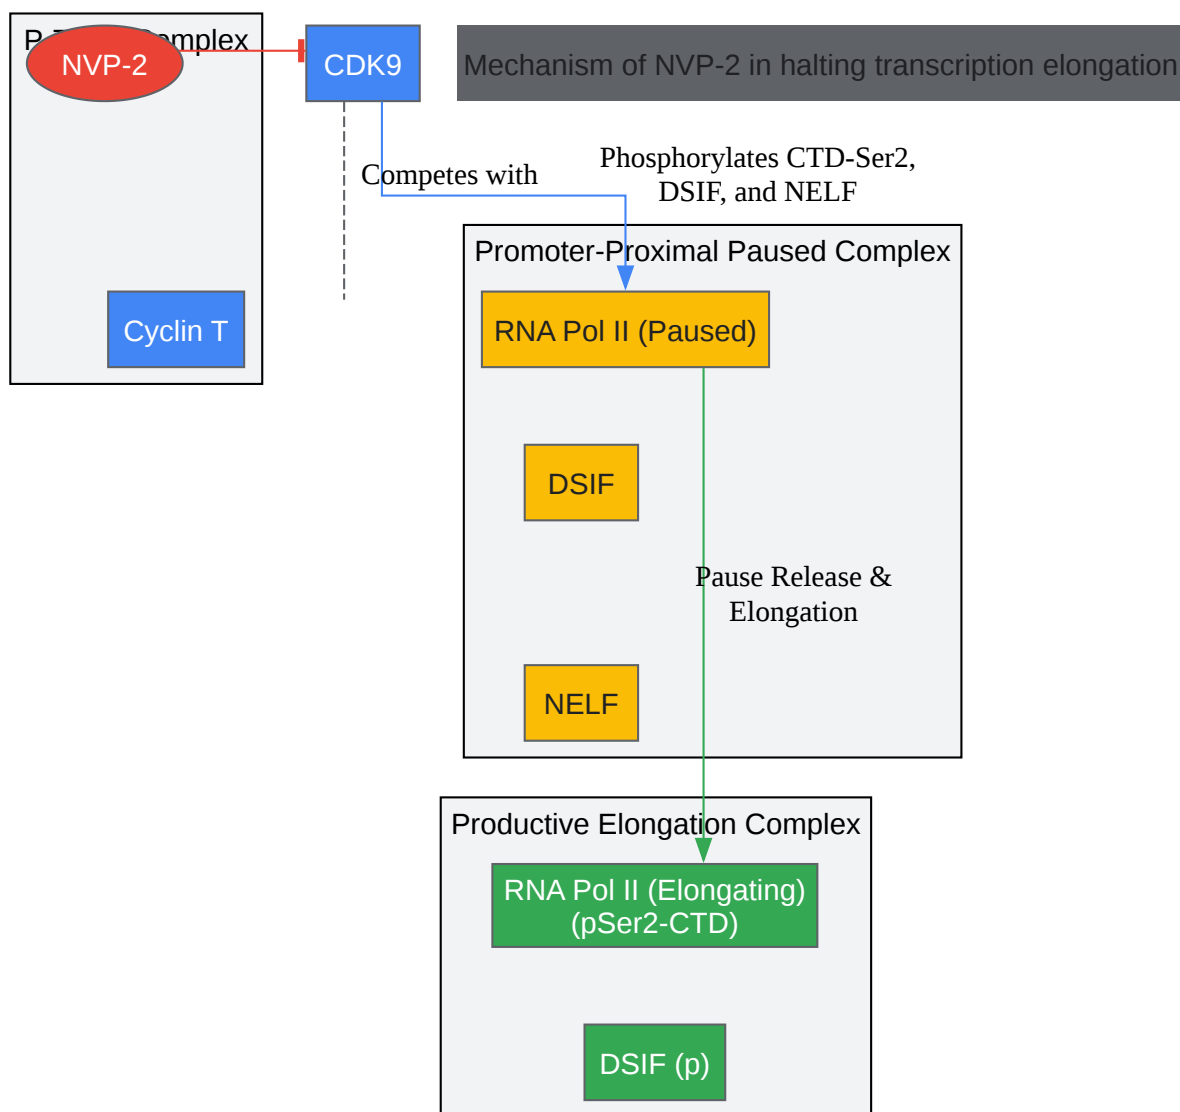 Complex
NVP-2
CDK9
Mechanism of NVP-2 in halting transcription elongation
Competes with
Phosphorylates CTD-Ser2,
DSIF, and NELF
Promoter-Proximal Paused Complex
Cyclin T
RNA Pol II (Paused)
DSIF
Pause Release &
Elongation
NELF
Productive Elongation Complex
RNA Pol II (Elongating)
(pSer2-CTD)
DSIF (p)